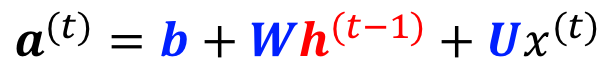 a⁽ᵗ⁾ = b + Wh⁽ᵗ⁻¹⁾ + Ux⁽ᵗ⁾